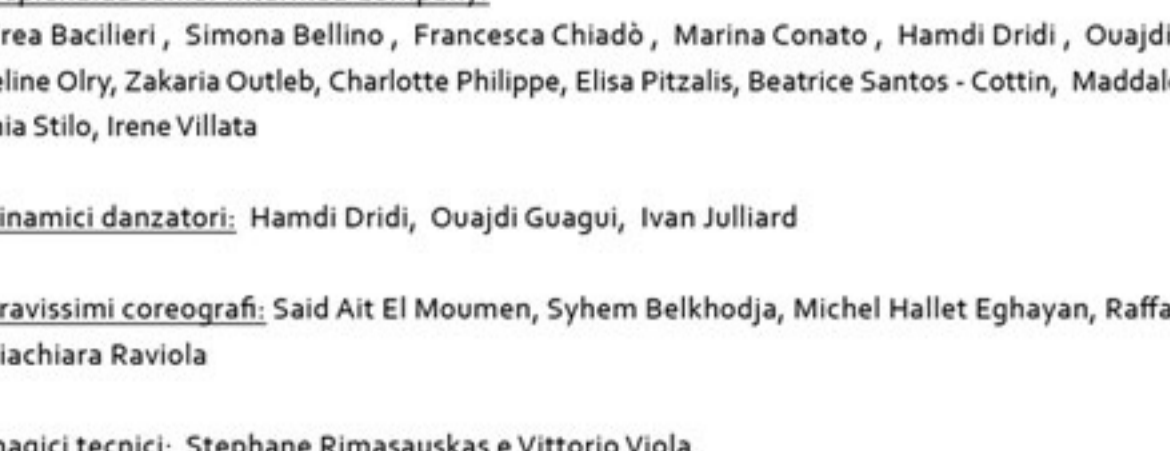 rea Bacilieri , Simona Bellino , Francesca Chiadò , Marina Conato , Hamdi Dridi , Ouajdi
eline Olry, Zakaria Outleb, Charlotte Philippe, Elisa Pitzalis, Beatrice Santos - Cottin, Maddal
nia Stilo, Irene Villata
inamici danzatori: Hamdi Dridi, Ouajdi Guagui, Ivan Julliard
ravissimi coreografi: Said Ait El Moumen, Syhem Belkhodja, Michel Hallet Eghayan, Raffa
iachiara Raviola
magici tecnici: Stephane Rimasauskas e Vittorio Viola